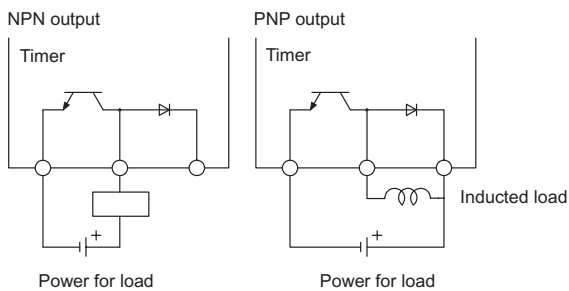 NPN output
Timer
+
Power for load
PNP output
Timer
Inducted load
+
Power for load